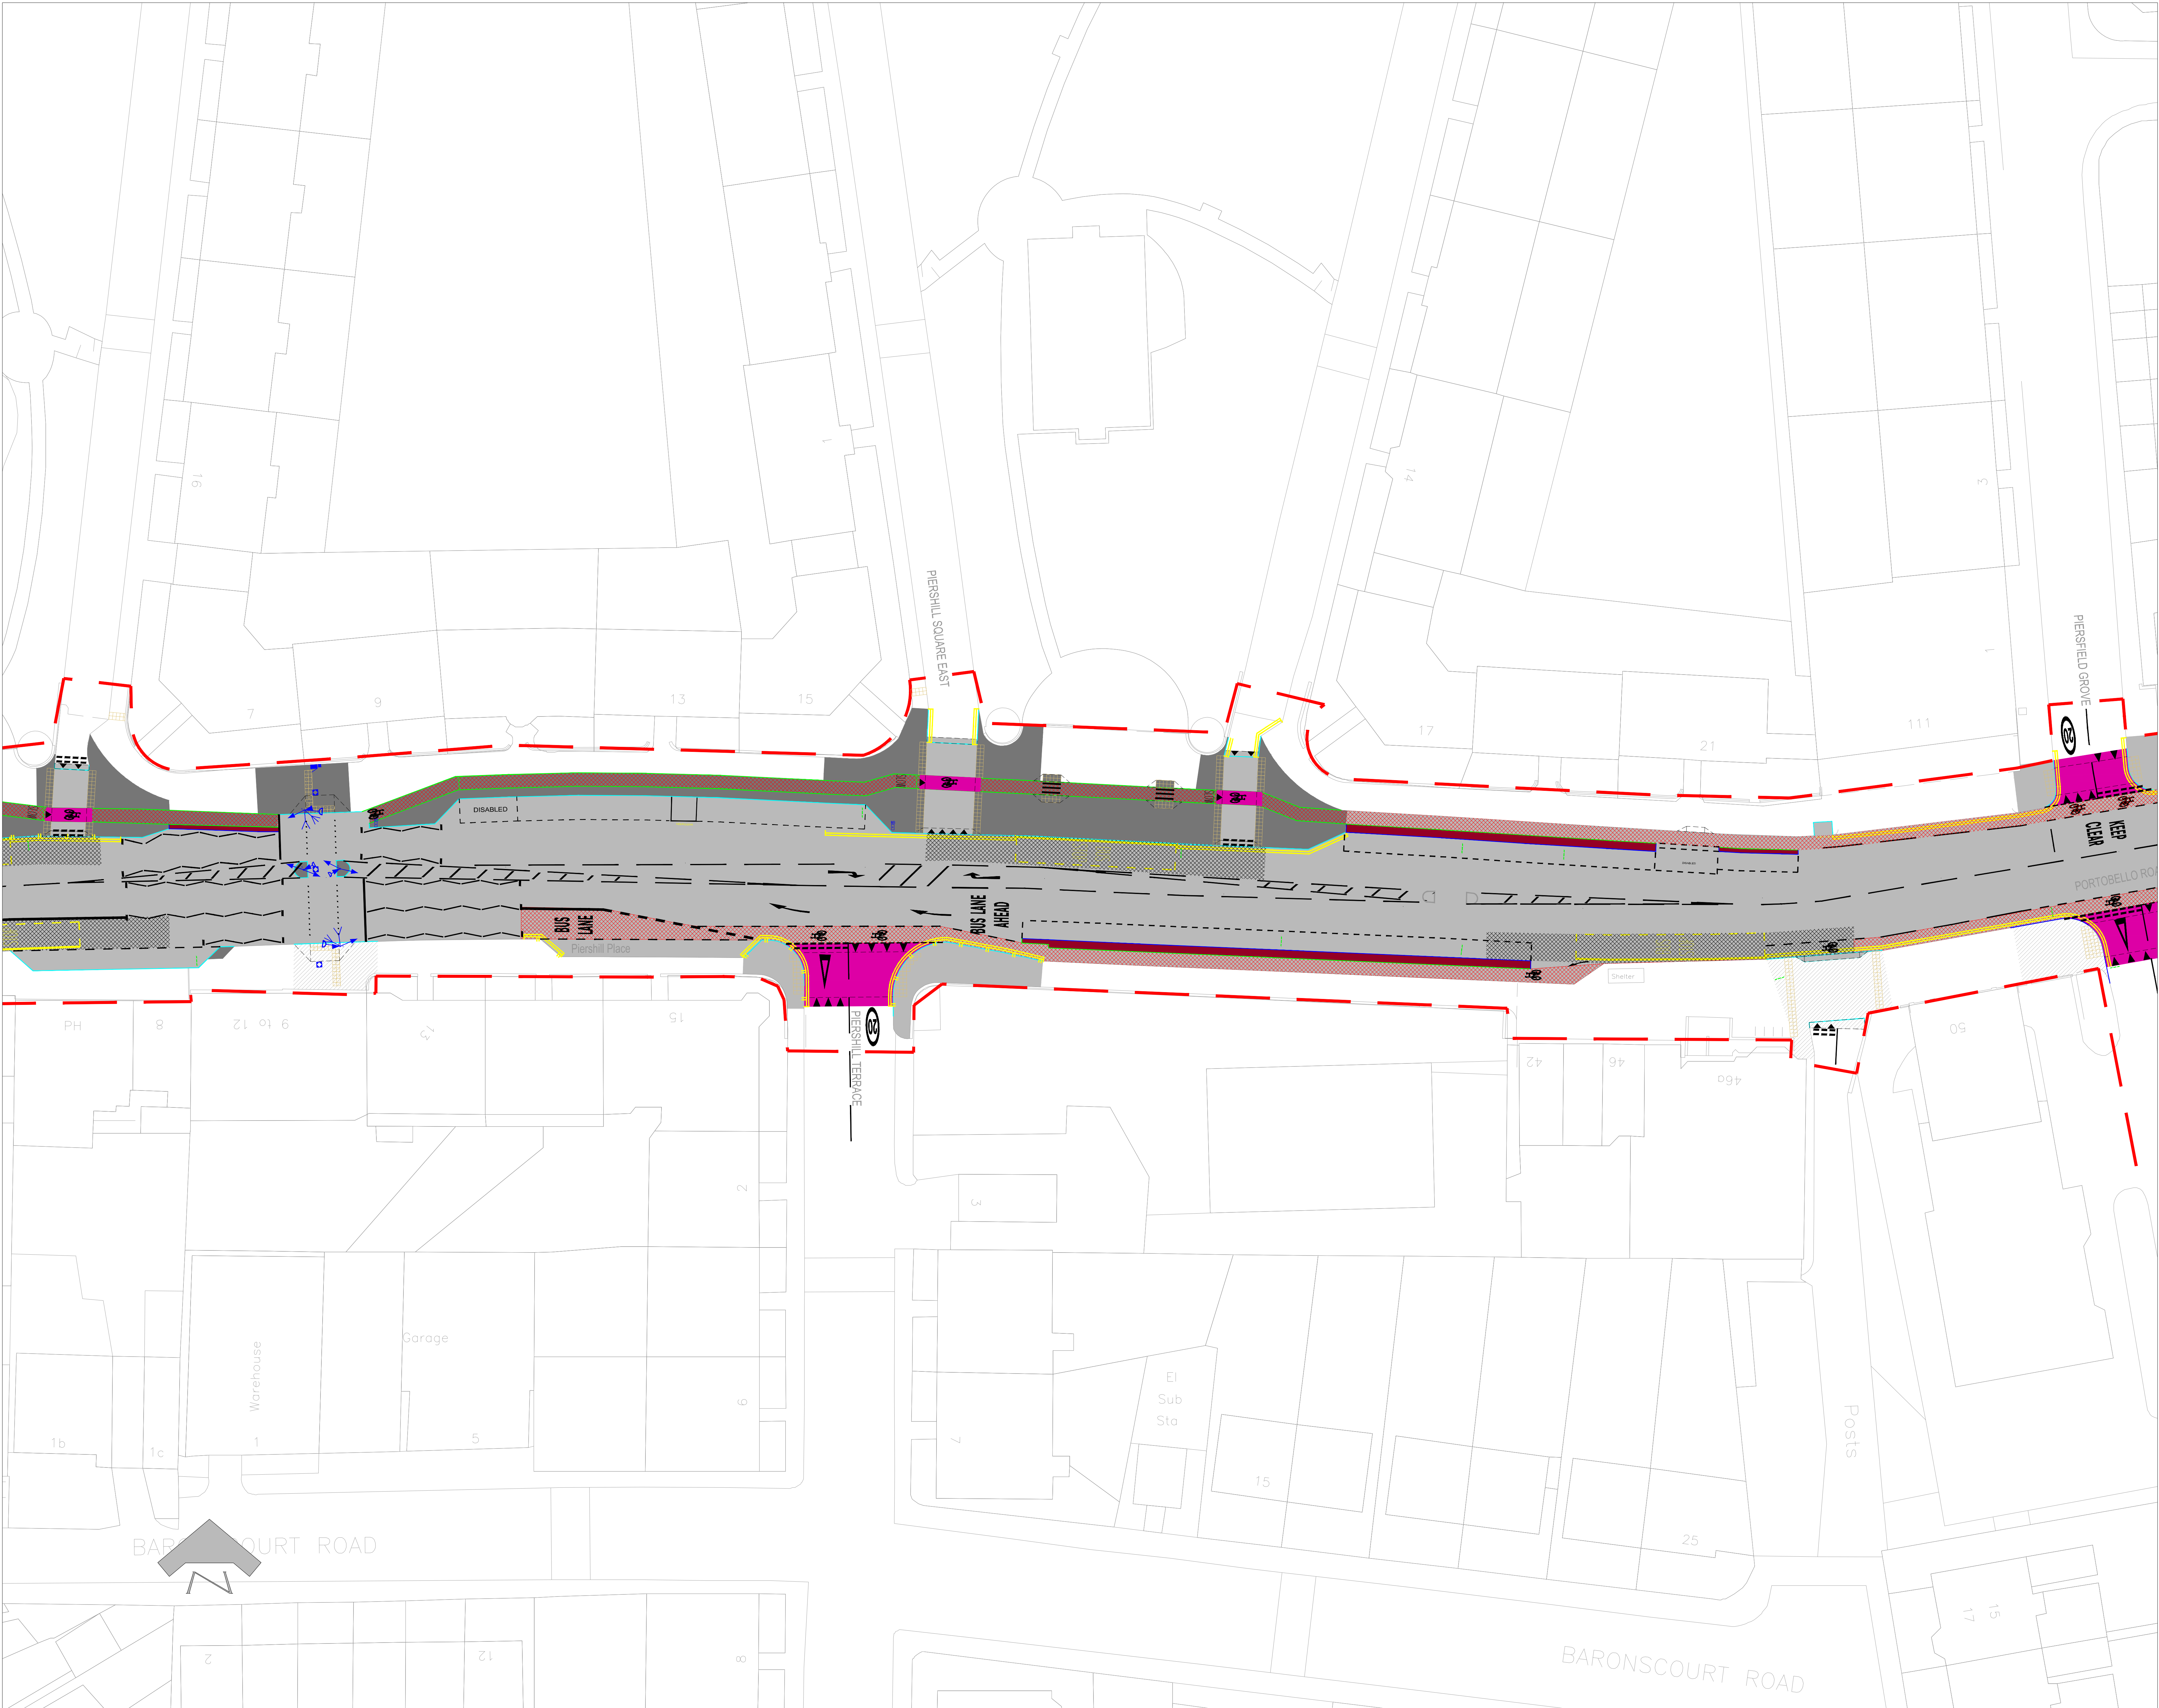 16
1
14
3
PIERSHILL SQUARE EAST
PIERSFIELD GROVE
7
9
13
15
17
21
1
111
20
DISABLED
KEEP
CLEAR
PORTOBELLO ROA
BUS
LANE
BUS LANE
AHEAD
Piershill Place
Shelter
PH
8
9 to 12
13
15
PIERSHILL TERRACE
20
42
46
46a
50
2
3
Warehouse
Garage
6
7
El
Sub
Sta
Posts
1b
1c
1
5
15
25
BARONSCOURT ROAD
N
2
12
8
BARONSCOURT ROAD
17
15